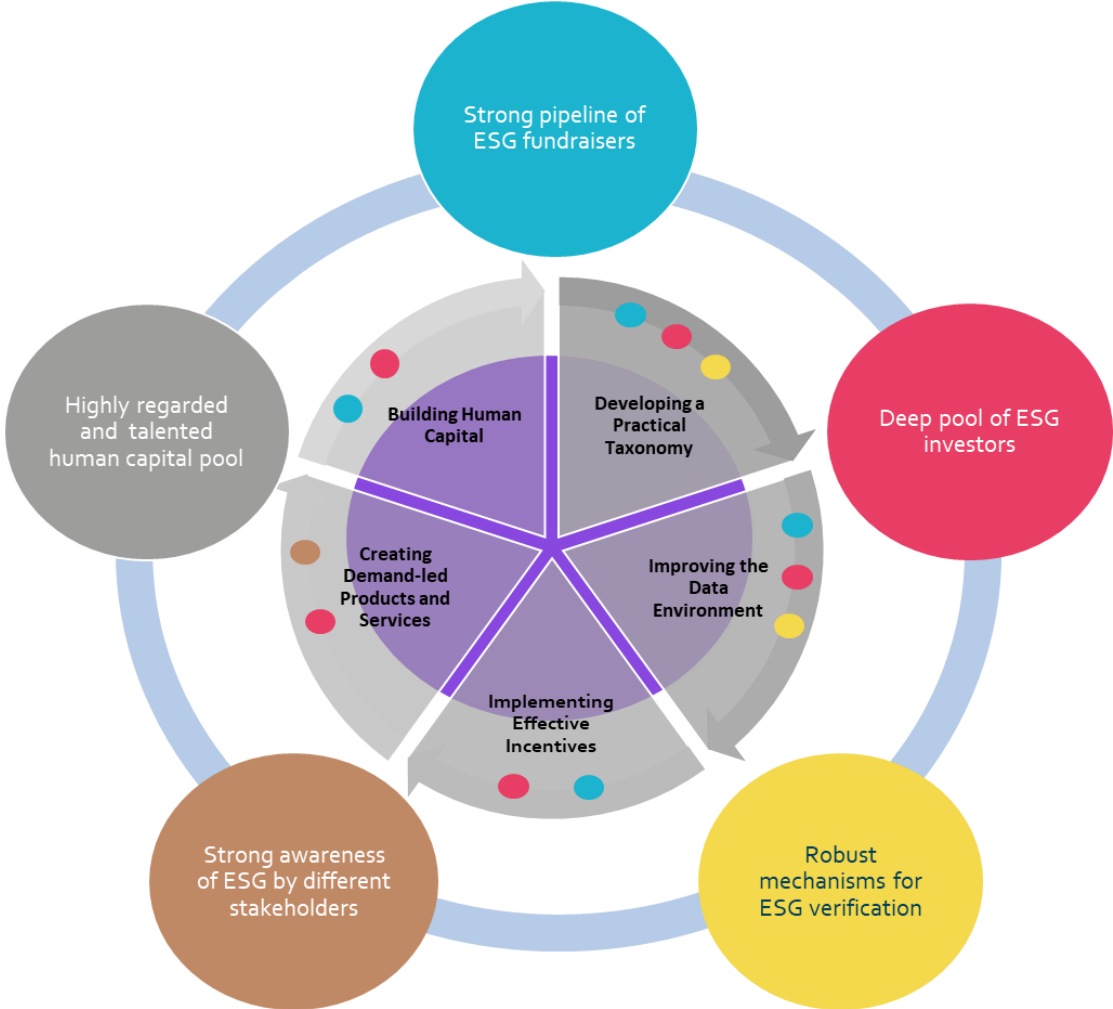 Strong pipeline of
ESG fundraisers
Deep pool of ESG
investors
Robust
mechanisms for
ESG verification
Strong awareness
of ESG by different
stakeholders
Highly regarded
and talented
human capital pool
Developing a
Practical
Taxonomy
Improving the
Data
Environment
Implementing
Effective
Incentives
Creating
Demand-led
Products and
Services
Building Human
Capital